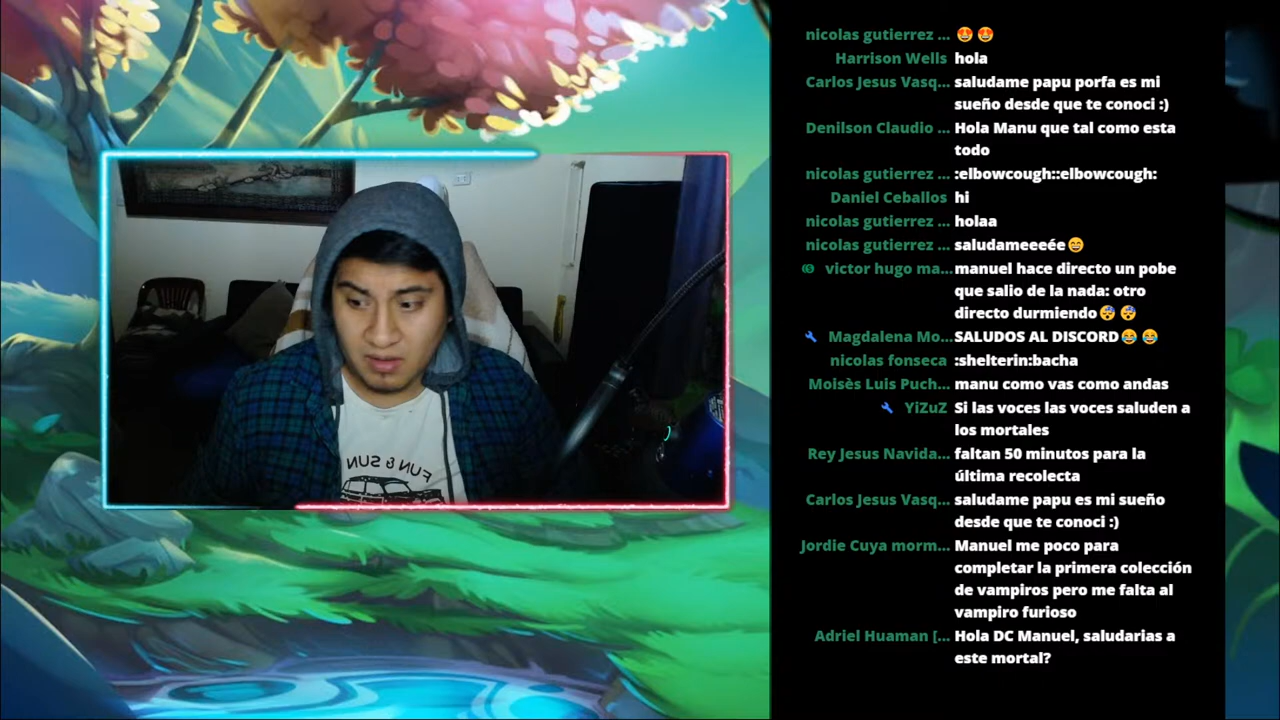 nicolas gutierrez ... 😍 😍
Harrison Wells hola
Carlos Jesus Vasq... saludame papu porfa es mi
sueño desde que te conoci :)
Denilson Claudio ... Hola Manu que tal como esta
todo
nicolas gutierrez ... :elbowcough::elbowcough:
Daniel Ceballos hi
nicolas gutierrez ... holaa
nicolas gutierrez ... saludameeeée😄
victor hugo ma... manuel hace directo un pobe
que salio de la nada: otro
directo durmiendo😴 😴
Magdalena Mo... SALUDOS AL DISCORD😂 😂
nicolas fonseca :shelterin:bacha
Moisès Luis Puch... manu como vas como andas
YiZuZ Si las voces las voces saluden a
los mortales
Rey Jesus Navida... faltan 50 minutos para la
última recolecta
Carlos Jesus Vasq... saludame papu es mi sueño
desde que te conoci :)
Jordie Cuya morm... Manuel me poco para
completar la primera colección
de vampiros pero me falta al
vampiro furioso
Adriel Huaman [... Hola DC Manuel, saludarias a
este mortal?
FUN & SUN